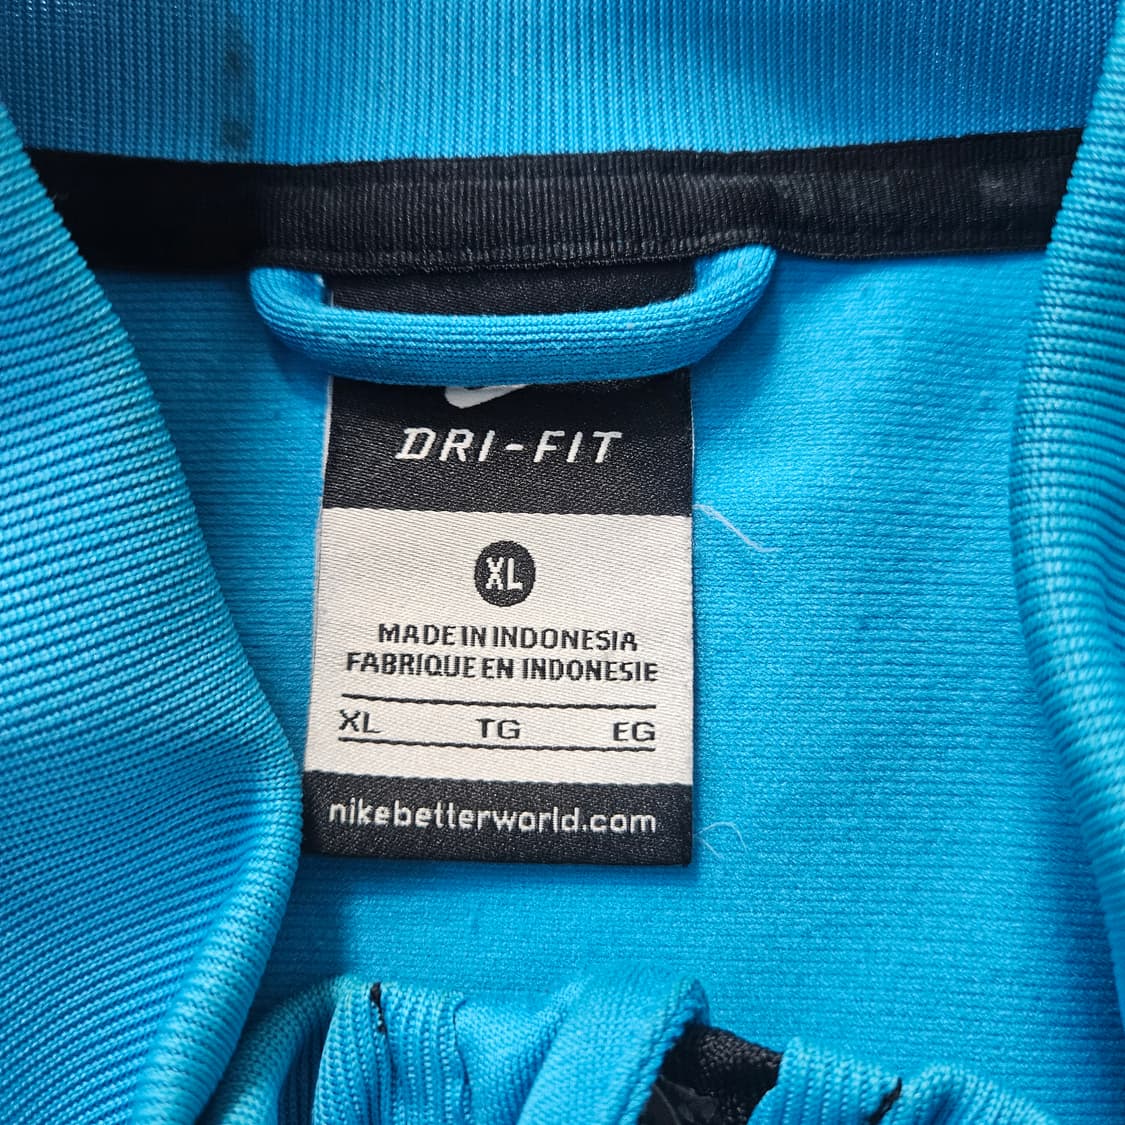 DRI-FIT
XL
MADE IN INDONESIA
FABRIQUE EN INDONESIE
XL TG EG
nikebetterworld.com